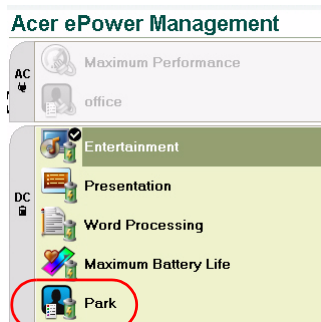 Acer ePower Management
AC
Maximum Performance
office
DC
Entertainment
Presentation
Word Processing
Maximum Battery Life
Park